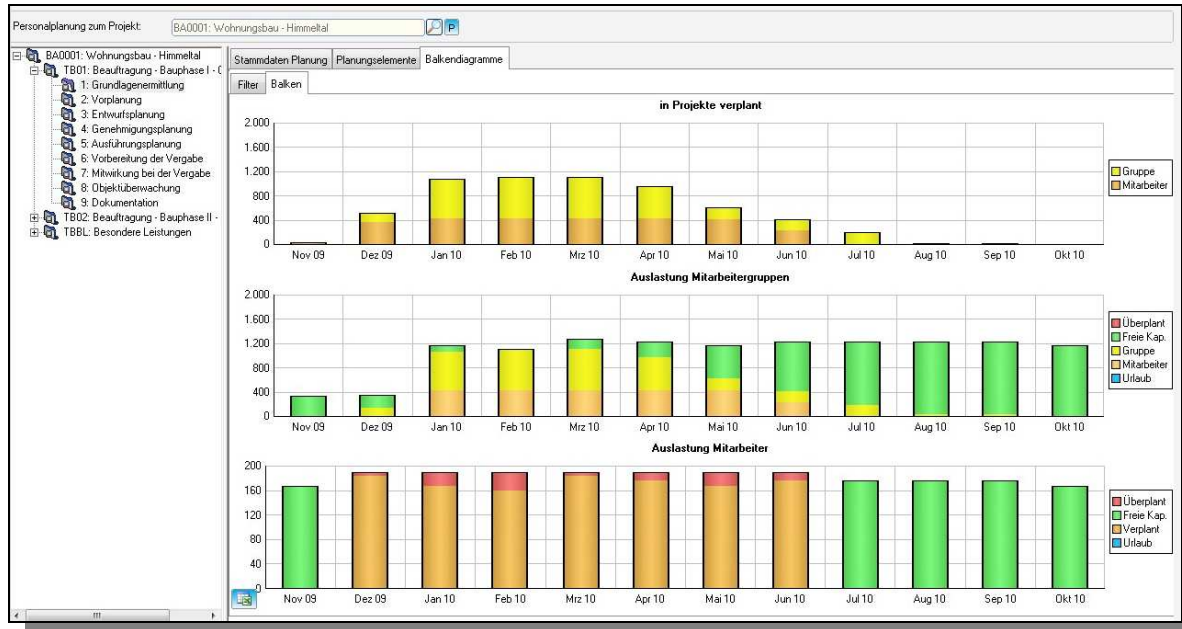 Personalplanung zum Projekt: BA0001: Wohnungsbau - Himmeltal P
BA0001: Wohnungsbau - Himmeltal
TB01: Beauftragung - Bauphase I - 
1: Grundlagenermittlung
2: Vorplanung
3: Entwurfsplanung
4: Genehmigungsplanung
5: Ausführungsplanung
6: Vorbereitung der Vergabe
7: Mitwirkung bei der Vergabe
8: Objektüberwachung
9: Dokumentation
TB02: Beauftragung - Bauphase II -
TBBL: Besondere Leistungen
Stammdaten Planung Planungselemente Balkendiagramme
Filter Balken
in Projekte verplant
2.000
1.600
1.200
800
400
0
Nov 09 Dez 09 Jan 10 Feb 10 Mrz 10 Apr 10 Mai 10 Jun 10 Jul 10 Aug 10 Sep 10 Okt 10
Gruppe
Mitarbeiter
Auslastung Mitarbeitergruppen
2.000
1.600
1.200
800
400
0
Nov 09 Dez 09 Jan 10 Feb 10 Mrz 10 Apr 10 Mai 10 Jun 10 Jul 10 Aug 10 Sep 10 Okt 10
Überplant
Freie Kap.
Gruppe
Mitarbeiter
Urlaub
Auslastung Mitarbeiter
200
160
120
80
40
0
Nov 09 Dez 09 Jan 10 Feb 10 Mrz 10 Apr 10 Mai 10 Jun 10 Jul 10 Aug 10 Sep 10 Okt 10
Überplant
Freie Kap.
Verplant
Urlaub